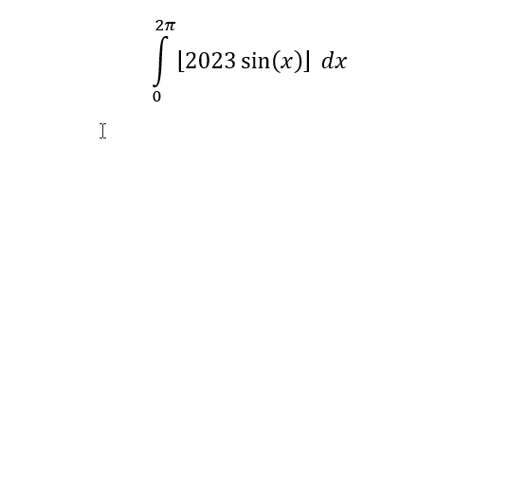 2π
∫ ⌊2023 sin(x)⌋ dx
0